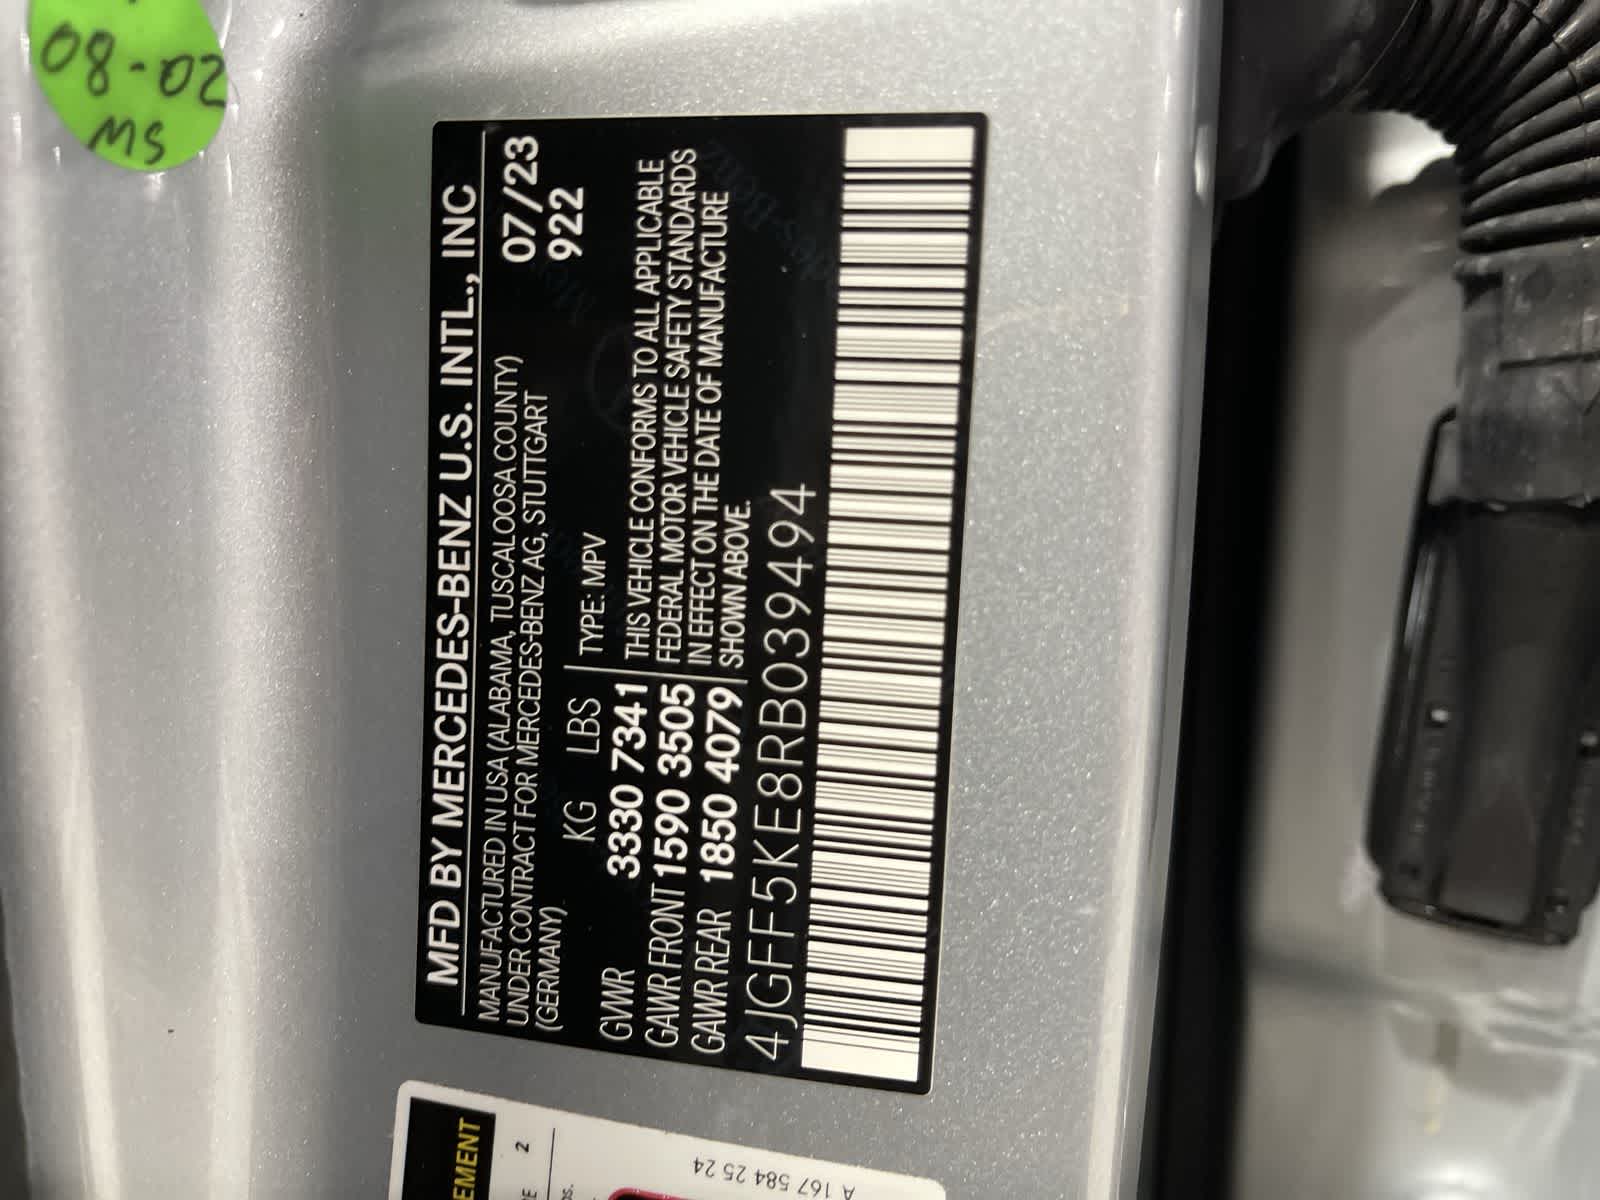 08-02
MS
MFD BY MERCEDES-BENZ U.S. INTL., INC
MANUFACTURED IN USA (ALABAMA, TUSCALOOSA COUNTY)
UNDER CONTRACT FOR MERCEDES-BENZ AG, STUTTGART
(GERMANY)
07/23
922
KG LBS TYPE: MPV
GVWR 3330 7341
GAWR FRONT 1590 3505
GAWR REAR 1850 4079
THIS VEHICLE CONFORMS TO ALL APPLICABLE
FEDERAL MOTOR VEHICLE SAFETY STANDARDS
IN EFFECT ON THE DATE OF MANUFACTURE
SHOWN ABOVE.
4JGFF5KE8RB039494
2
A 167 584 25 24